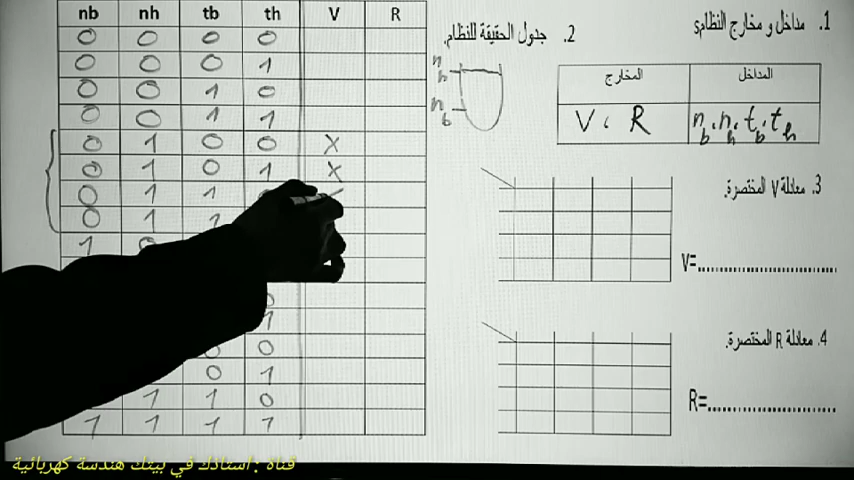 1. مداخل و مخارج النظام؟
المداخل المخارج
nb, nh, tb, th V, R
2. جدول الحقيقة للنظام.
nh
nb
nb nh tb th V R
0 0 0 0
0 0 0 1
0 0 1 0
0 0 1 1
0 1 0 0 X
0 1 0 1 X
0 1 1
0 1 1
1 0
0
1
0 0
0 1
1 1 0
1 1 1 1
3. معادلة V المختصرة.
V=..............................
4. معادلة R المختصرة.
R=..............................
قناة : استاذك في بيتك هندسة كهربائية